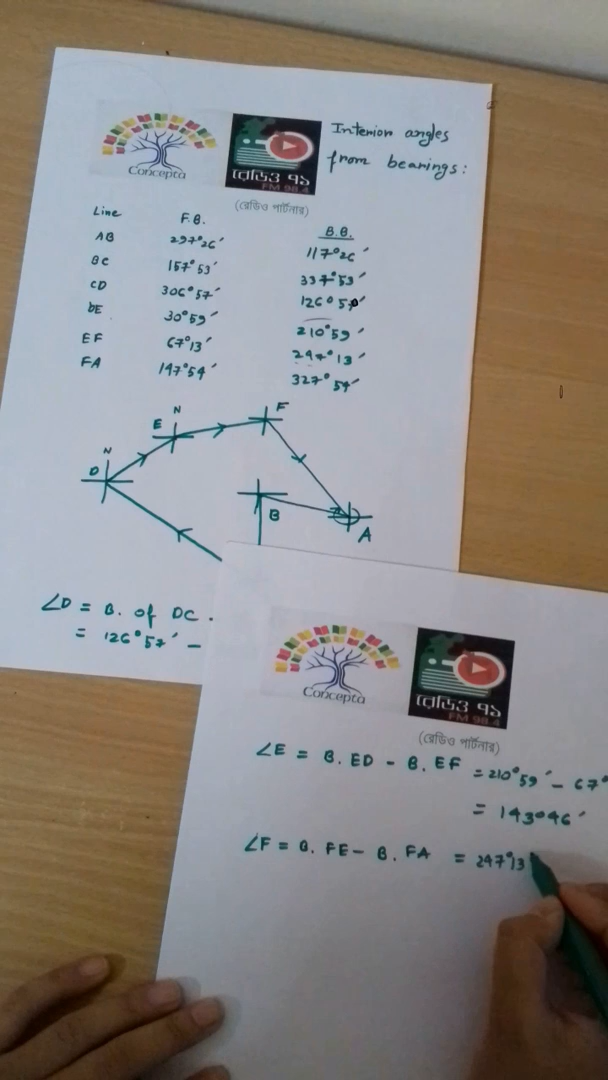 Interior angles
from bearings:
Concepta
রেডিও ৭১
FM 98.4
(রেডিও পার্টনার)
Line F.B. B.B.
AB 297°26′ 117°26′
BC 157°53′ 337°53′
CD 306°57′ 126°57′
DE 30°59′ 210°59′
EF 67°13′ 247°13′
FA 147°54′ 327°54′
N
E
F
N
D
B
A
∠D = B. of DC
= 126°57′ –
Concepta
রেডিও ৭১
FM 98.4
(রেডিও পার্টনার)
∠E = B. ED – B. EF = 210°59′ – 67°
= 143°46′
∠F = B. FE – B. FA = 247°13